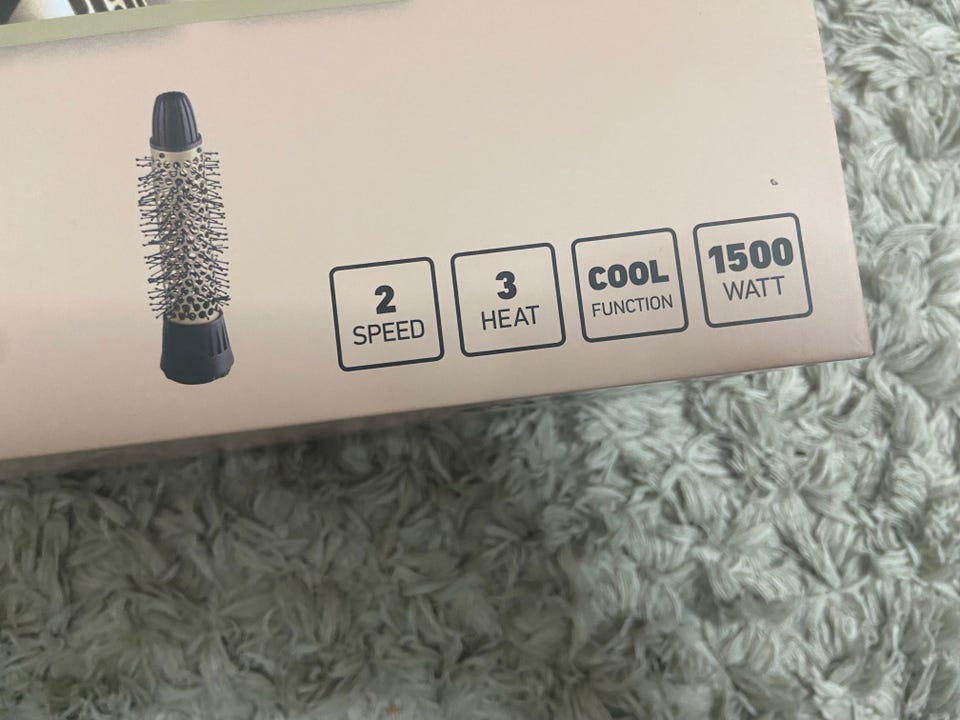 2
SPEED
3
HEAT
COOL
FUNCTION
1500
WATT